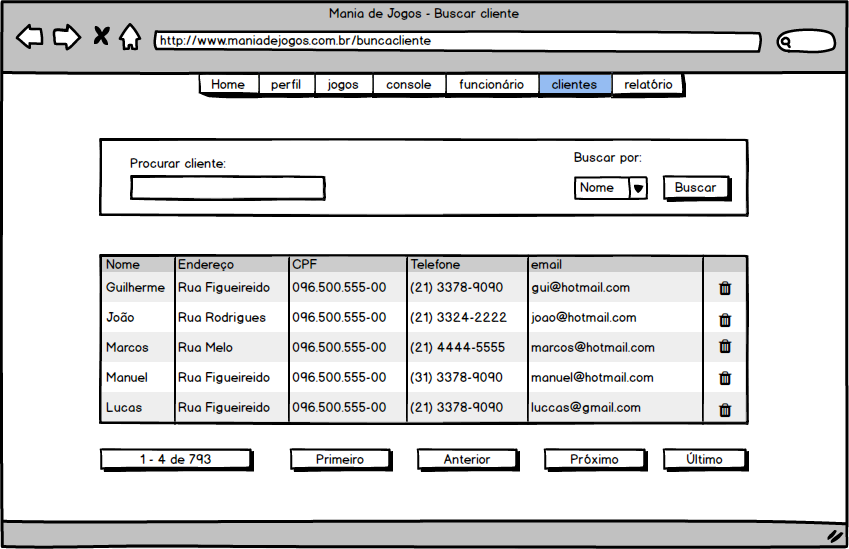 Mania de Jogos - Buscar cliente
http://www.maniadejogos.com.br/buncacliente
Home perfil jogos console funcionário clientes relatório
Procurar cliente:
Buscar por:
Nome Buscar
Nome Endereço CPF Telefone email
Guilherme Rua Figueireido 096.500.555-00 (21) 3378-9090 gui@hotmail.com
João Rua Rodrigues 096.500.555-00 (21) 3324-2222 joao@hotmail.com
Marcos Rua Melo 096.500.555-00 (21) 4444-5555 marcos@hotmail.com
Manuel Rua Figueireido 096.500.555-00 (31) 3378-9090 manuel@hotmail.com
Lucas Rua Figueireido 096.500.555-00 (21) 3378-9090 luccas@gmail.com
1 - 4 de 793 Primeiro Anterior Próximo Último